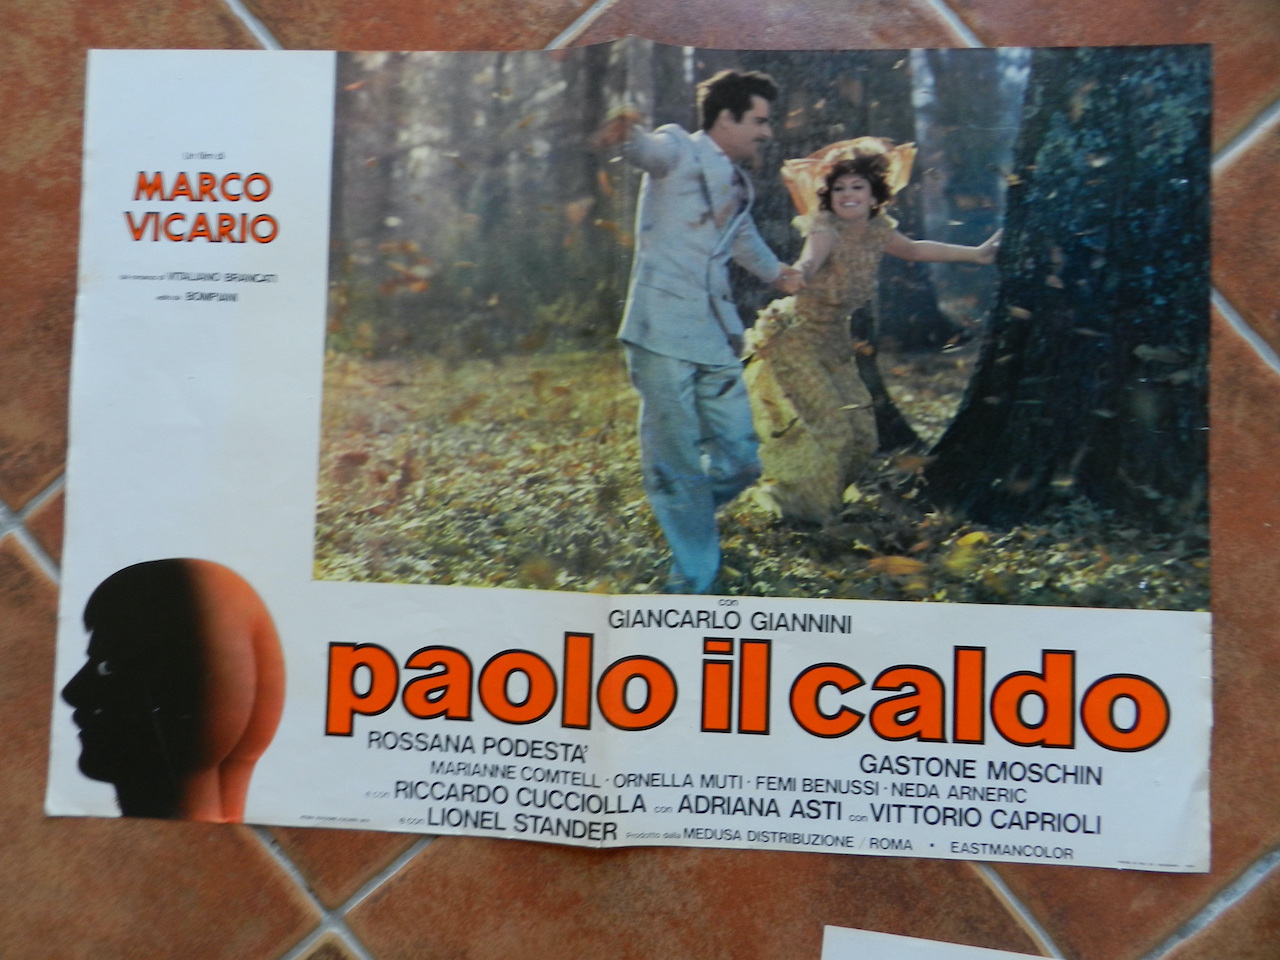 Un film di
MARCO
VICARIO
dal romanzo di VITALIANO BRANCATI
edito da BOMPIANI
con
GIANCARLO GIANNINI
paolo il caldo
ROSSANA PODESTA'
GASTONE MOSCHIN
MARIANNE COMTELL · ORNELLA MUTI · FEMI BENUSSI · NEDA ARNERIC
e con RICCARDO CUCCIOLLA con ADRIANA ASTI con VITTORIO CAPRIOLI
e con LIONEL STANDER Prodotto dalla MEDUSA DISTRIBUZIONE / ROMA • EASTMANCOLOR